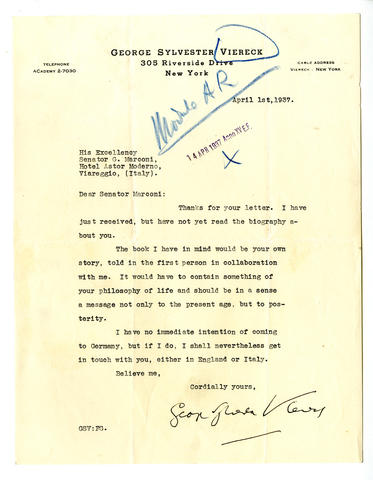 GEORGE SYLVESTER VIERECK
305 Riverside Drive
New York
TELEPHONE
ACADEMY 2-7030
CABLE ADDRESS
VIERECK - NEW YORK
April 1st,1937.
14 APR. 1937
X
His Excellency
Senator G. Marconi,
Hotel Astor Moderno,
Viareggio, (Italy).
Dear Senator Marconi:
Thanks for your letter. I have
just received, but have not yet read the biography a-
bout you.
The book I have in mind would be your own
story, told in the first person in collaboration
with me. It would have to contain something of
your philosophy of life and should be in a sense
a message not only to the present age, but to pos-
terity.
I have no immediate intention of coming
to Germany, but if I do, I shall nevertheless get
in touch with you, either in England or Italy.
Believe me,
Cordially yours,
George Sylvester Viereck
GSV:FG.